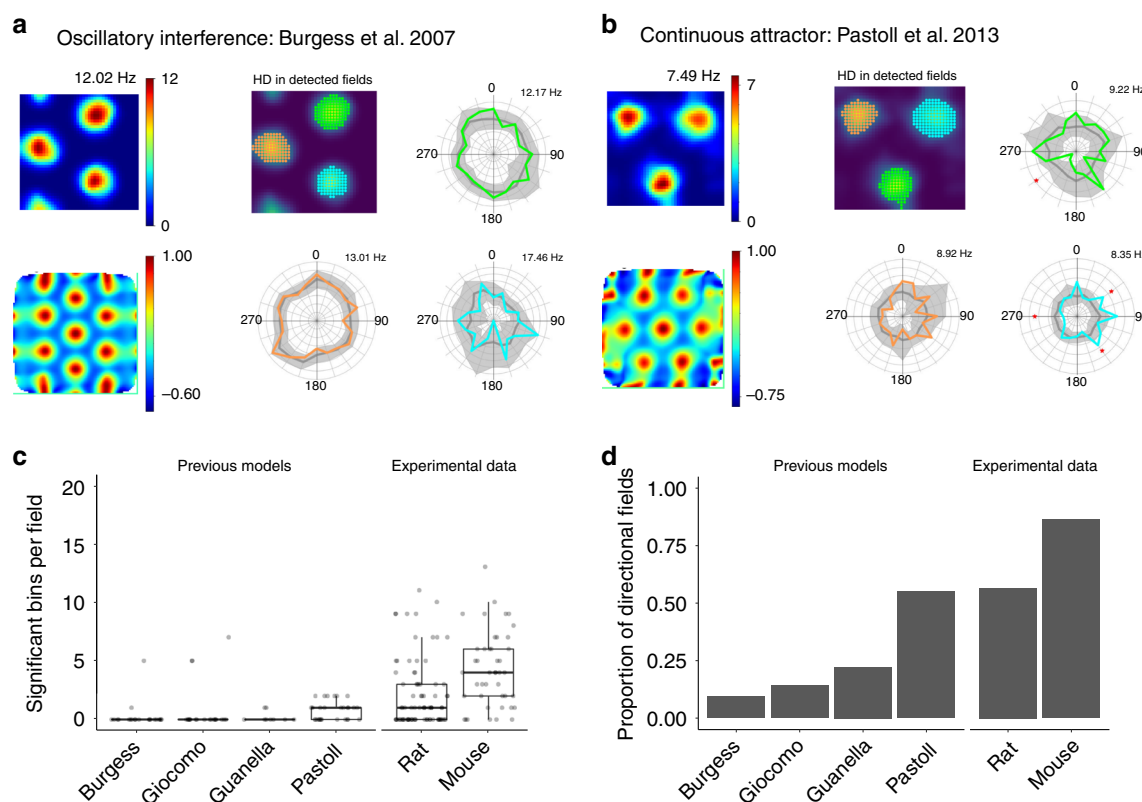 a
Oscillatory interference: Burgess et al. 2007
12.02 Hz
12
0
HD in detected fields
0
12.17 Hz
270
90
180
1.00
−0.60
0
13.01 Hz
270
90
180
0
17.46 Hz
270
90
180
b
Continuous attractor: Pastoll et al. 2013
7.49 Hz
7
0
HD in detected fields
0
9.22 Hz
270
90
180
1.00
−0.75
0
8.92 Hz
270
90
180
0
8.35 H
270
9
180
c
Previous models
Experimental data
Significant bins per field
20
15
10
5
0
Burgess
Giocomo
Guanella
Pastoll
Rat
Mouse
d
Previous models
Experimental data
Proportion of directional fields
1.00
0.75
0.50
0.25
0.00
Burgess
Giocomo
Guanella
Pastoll
Rat
Mouse